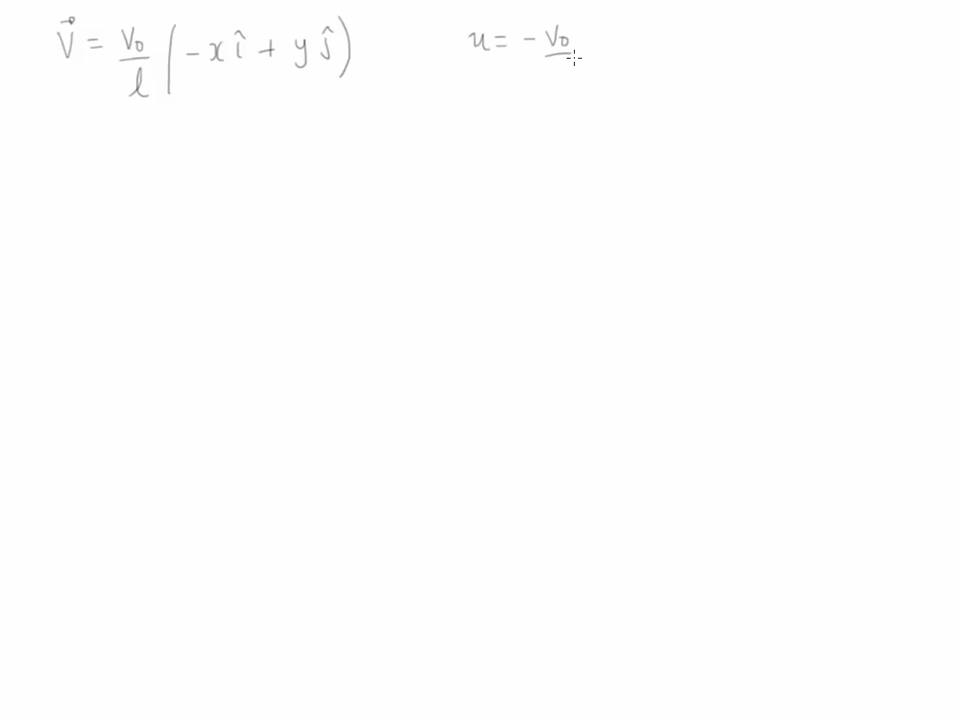 V⃗ = V₀/l (−x î + y ĵ)
u = − V₀